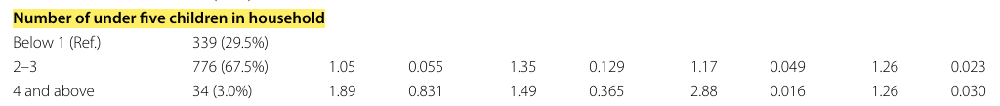 Number of under five children in household
Below 1 (Ref.) 339 (29.5%)
2–3 776 (67.5%) 1.05 0.055 1.35 0.129 1.17 0.049 1.26 0.023
4 and above 34 (3.0%) 1.89 0.831 1.49 0.365 2.88 0.016 1.26 0.030